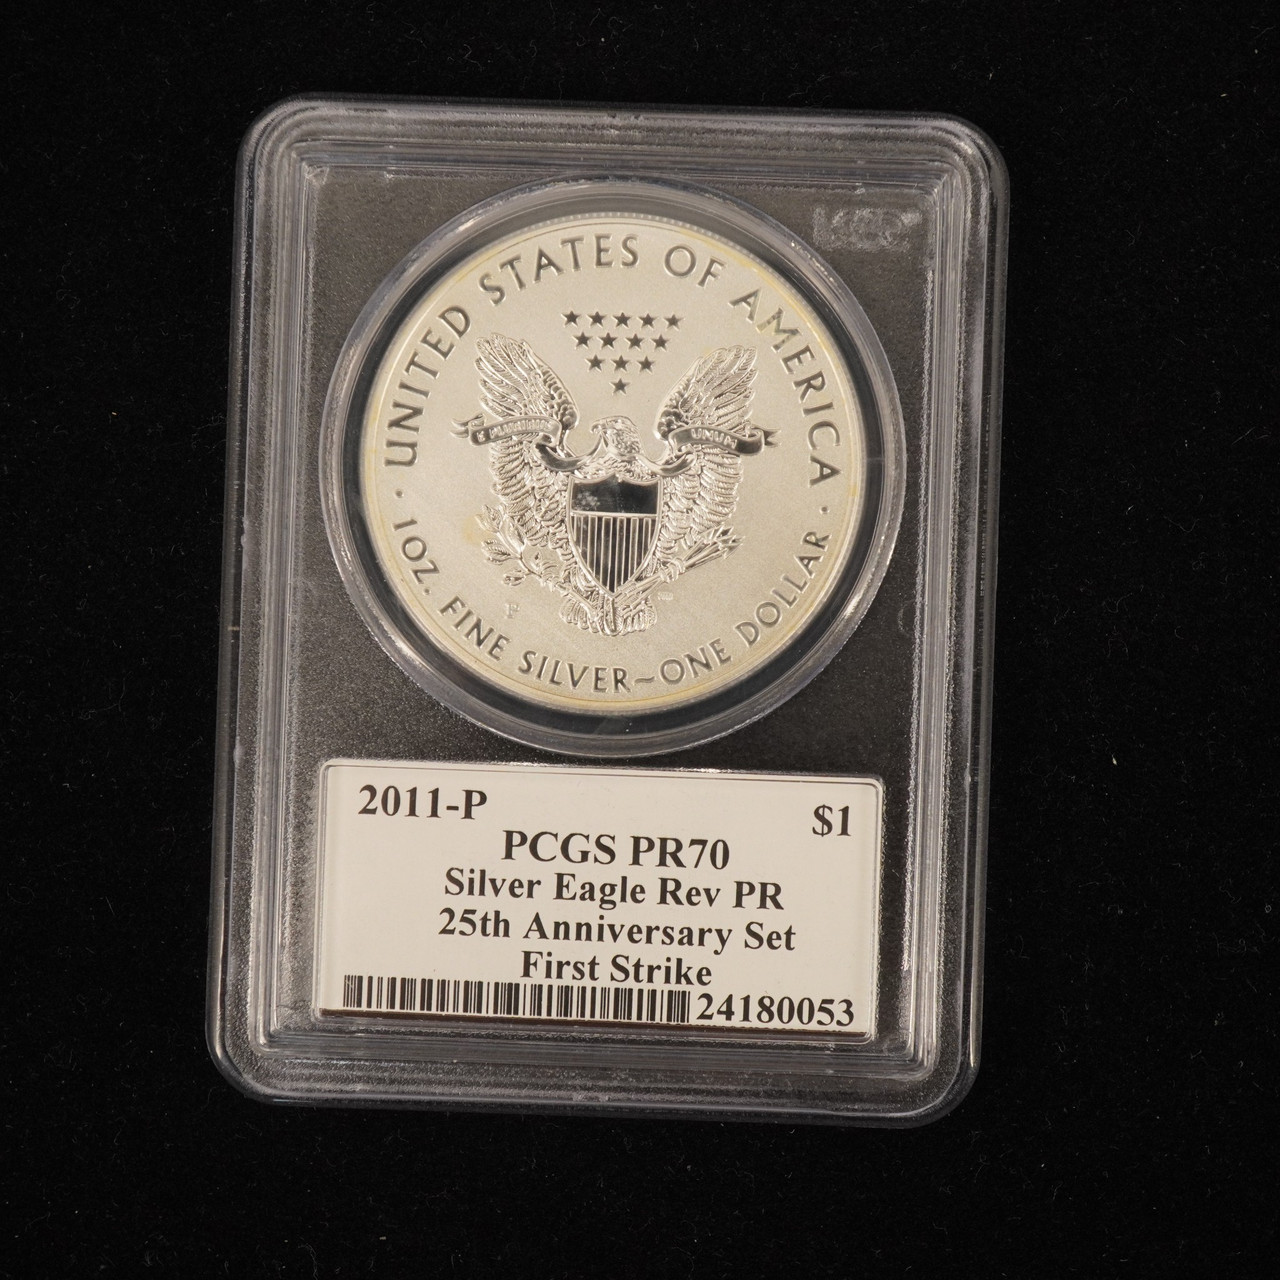 UNITED STATES OF AMERICA
UNUM
P
· 1 OZ. FINE SILVER~ONE DOLLAR ·
2011-P $1
PCGS PR70
Silver Eagle Rev PR
25th Anniversary Set
First Strike
24180053